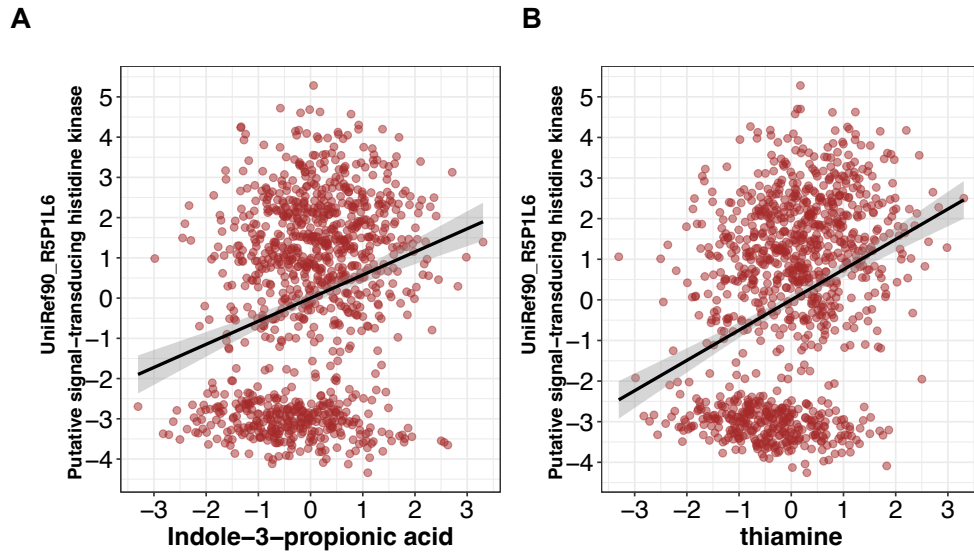 A
UniRef90_R5P1L6
Putative signal−transducing histidine kinase
5
4
3
2
1
0
−1
−2
−3
−4
−3 −2 −1 0 1 2 3
Indole−3−propionic acid
B
UniRef90_R5P1L6
Putative signal−transducing histidine kinase
5
4
3
2
1
0
−1
−2
−3
−4
−3 −2 −1 0 1 2 3
thiamine